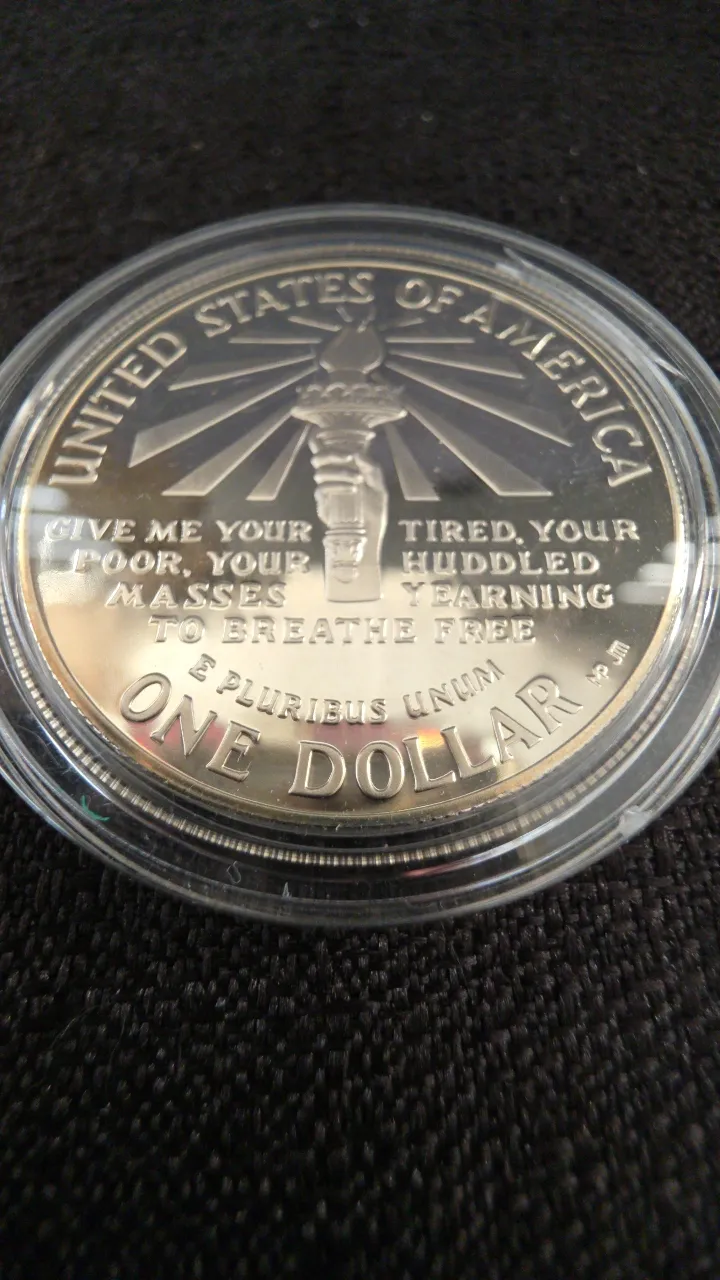 UNITED STATES OF AMERICA
GIVE ME YOUR TIRED, YOUR
POOR, YOUR HUDDLED
MASSES YEARNING
TO BREATHE FREE
E PLURIBUS UNUM
ONE DOLLAR